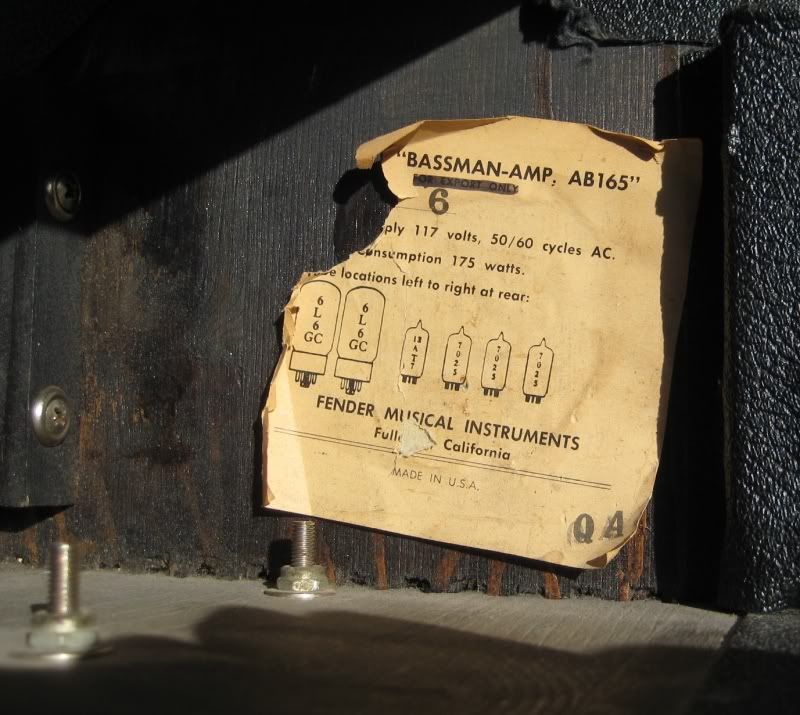 "BASSMAN-AMP, AB165"
FOR EXPORT ONLY
6
ply 117 volts, 50/60 cycles AC.
onsumption 175 watts.
locations left to right at rear:
6L6GC 6L6GC 12AT7 7025 7025 7025
FENDER MUSICAL INSTRUMENTS
Full California
MADE IN U.S.A.
QA